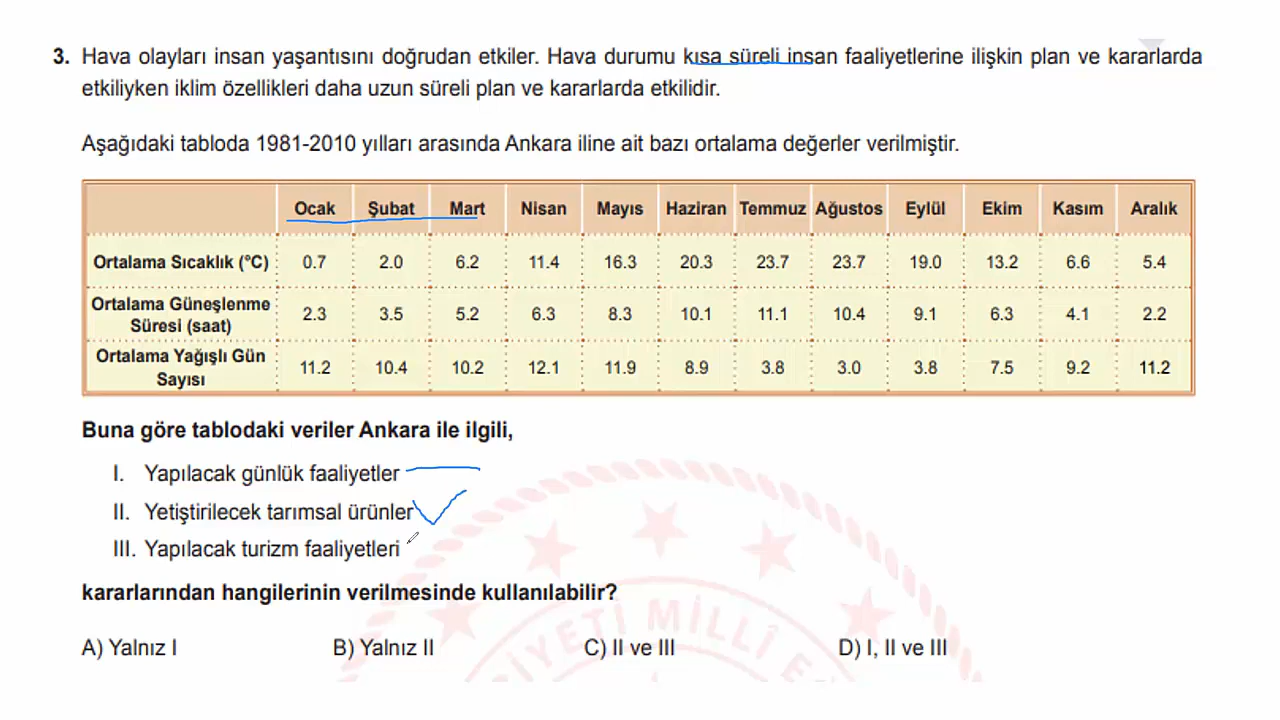 3. Hava olayları insan yaşantısını doğrudan etkiler. Hava durumu kısa süreli insan faaliyetlerine ilişkin plan ve kararlarda
etkiliyken iklim özellikleri daha uzun süreli plan ve kararlarda etkilidir.
Aşağıdaki tabloda 1981-2010 yılları arasında Ankara iline ait bazı ortalama değerler verilmiştir.
Ocak Şubat Mart Nisan Mayıs Haziran Temmuz Ağustos Eylül Ekim Kasım Aralık
Ortalama Sıcaklık (°C) 0.7 2.0 6.2 11.4 16.3 20.3 23.7 23.7 19.0 13.2 6.6 5.4
Ortalama Güneşlenme
Süresi (saat) 2.3 3.5 5.2 6.3 8.3 10.1 11.1 10.4 9.1 6.3 4.1 2.2
Ortalama Yağışlı Gün
Sayısı 11.2 10.4 10.2 12.1 11.9 8.9 3.8 3.0 3.8 7.5 9.2 11.2
Buna göre tablodaki veriler Ankara ile ilgili,
I. Yapılacak günlük faaliyetler
II. Yetiştirilecek tarımsal ürünler
III. Yapılacak turizm faaliyetleri
kararlarından hangilerinin verilmesinde kullanılabilir?
A) Yalnız I B) Yalnız II C) II ve III D) I, II ve III
MİLLÎ